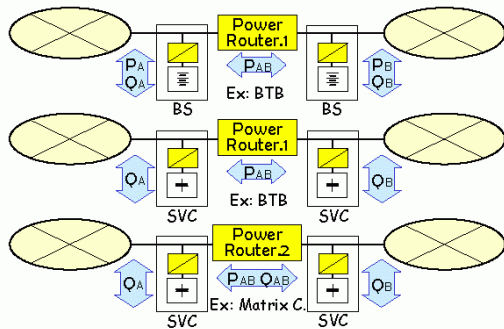 Power
Router.1
PA
QA
PAB
PB
QB
BS
Ex: BTB
BS
Power
Router.1
QA
PAB
QB
SVC
Ex: BTB
SVC
Power
Router.2
QA
PAB QAB
QB
SVC
Ex: Matrix C.
SVC